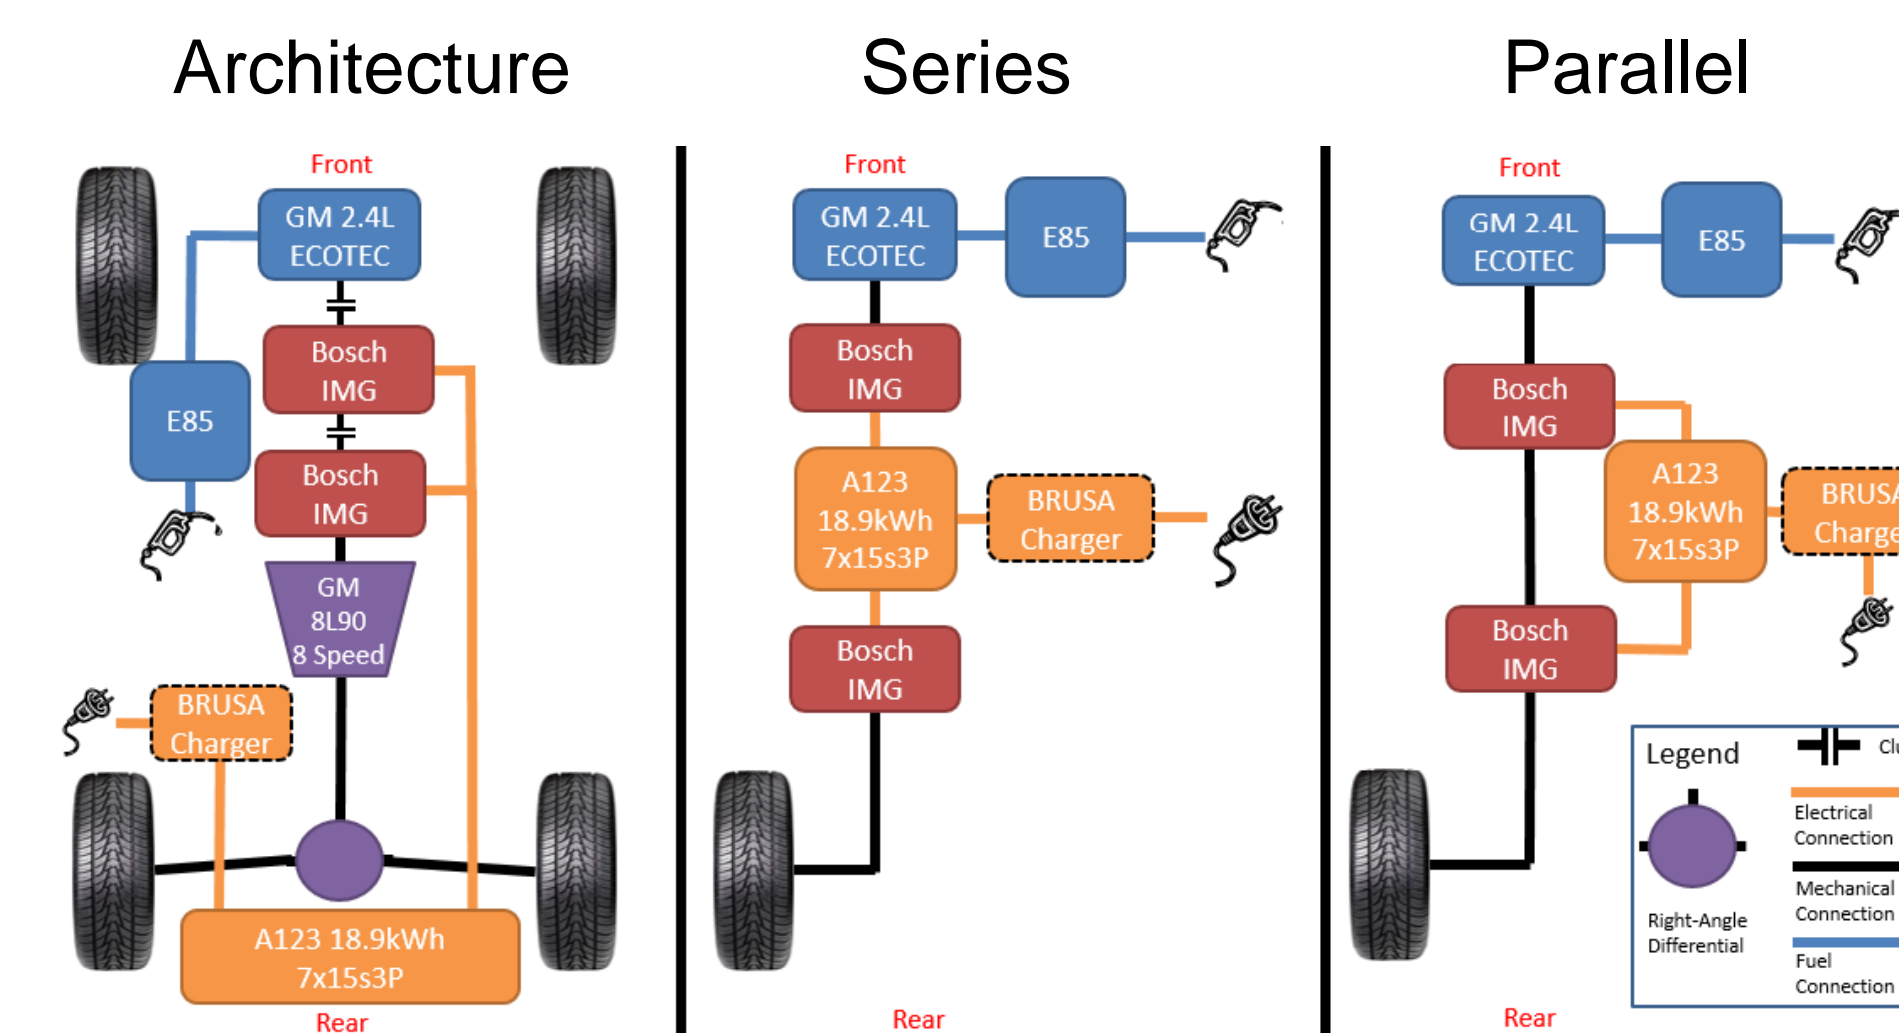 Architecture
Front
GM 2.4L
ECOTEC
Bosch
IMG
E85
Bosch
IMG
GM
8L90
8 Speed
BRUSA
Charger
A123 18.9kWh
7x15s3P
Rear
Series
Front
GM 2.4L
ECOTEC
E85
Bosch
IMG
A123
18.9kWh
7x15s3P
BRUSA
Charger
Bosch
IMG
Rear
Parallel
Front
GM 2.4L
ECOTEC
E85
Bosch
IMG
A123
18.9kWh
7x15s3P
Bosch
IMG
Legend
Right-Angle
Differential
Electrical
Connection
Mechanical
Connection
Fuel
Connection
Rear